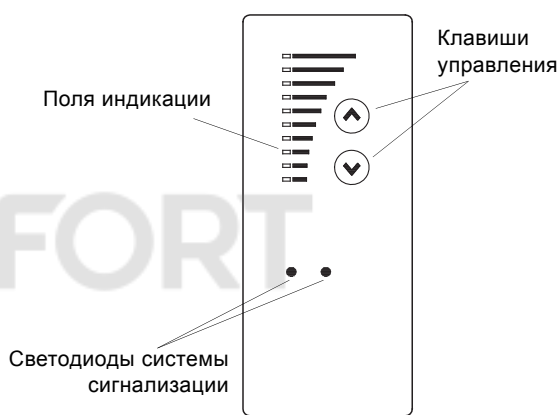 Клавиши
управления
Поля индикации
FORT
Светодиоды системы
сигнализации